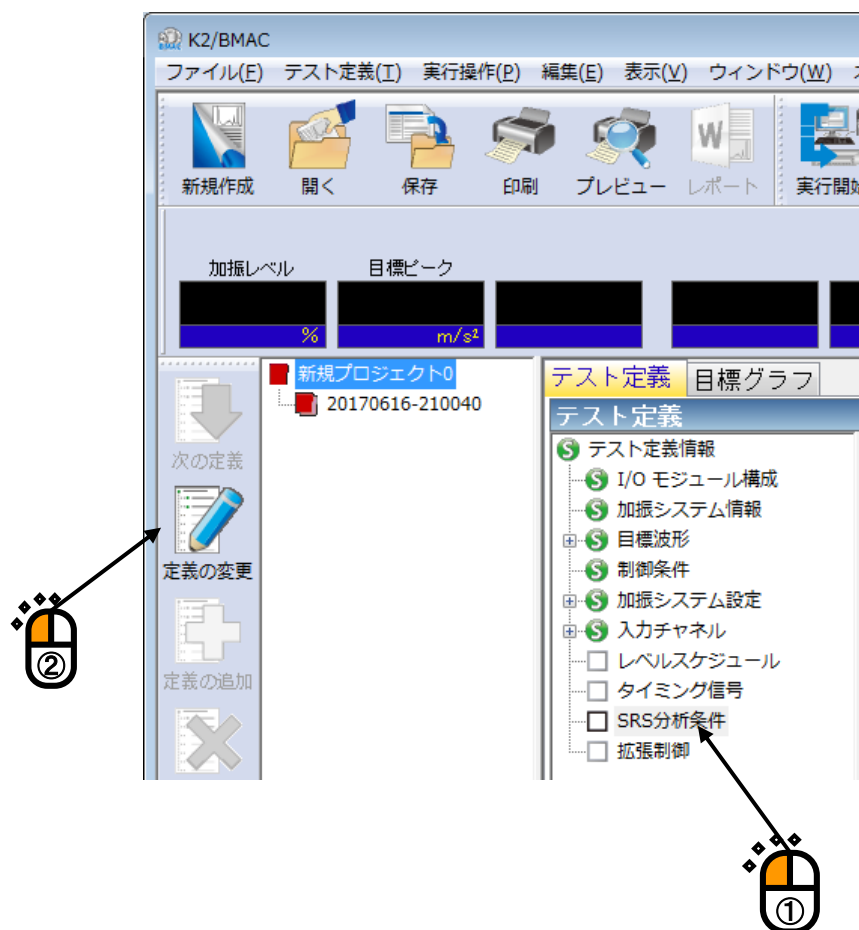 K2/BMAC
ファイル(F) テスト定義(T) 実行操作(P) 編集(E) 表示(V) ウィンドウ(W)
新規作成 開く 保存 印刷 プレビュー レポート 実行開始
W
加振レベル 目標ピーク
% m/s²
新規プロジェクト0
20170616-210040
次の定義
定義の変更
定義の追加
テスト定義 目標グラフ
テスト定義
S テスト定義情報
S I/O モジュール構成
S 加振システム情報
S 目標波形
S 制御条件
S 加振システム設定
S 入力チャネル
レベルスケジュール
タイミング信号
SRS分析条件
拡張制御
②
①